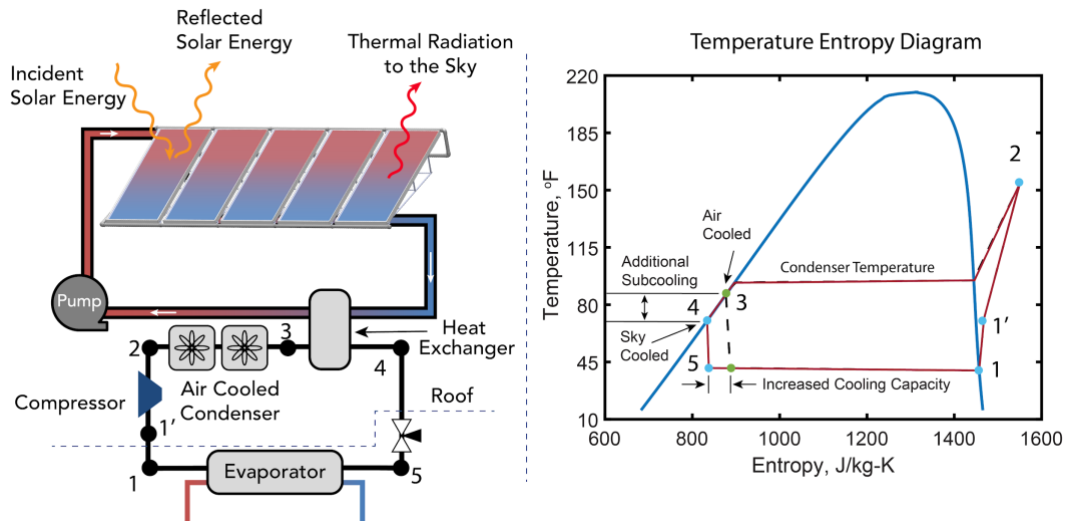 Reflected
Solar Energy
Thermal Radiation
to the Sky
Incident
Solar Energy
Pump
Heat
Exchanger
2
3
4
Air Cooled
Condenser
Compressor
Roof
1’
1
Evaporator
5
Temperature Entropy Diagram
Temperature, ºF
220
185
150
115
80
45
10
2
Air
Cooled
Additional
Subcooling
Condenser Temperature
4
3
1’
Sky
Cooled
5
1
Increased Cooling Capacity
600
800
1000
1200
1400
1600
Entropy, J/kg-K